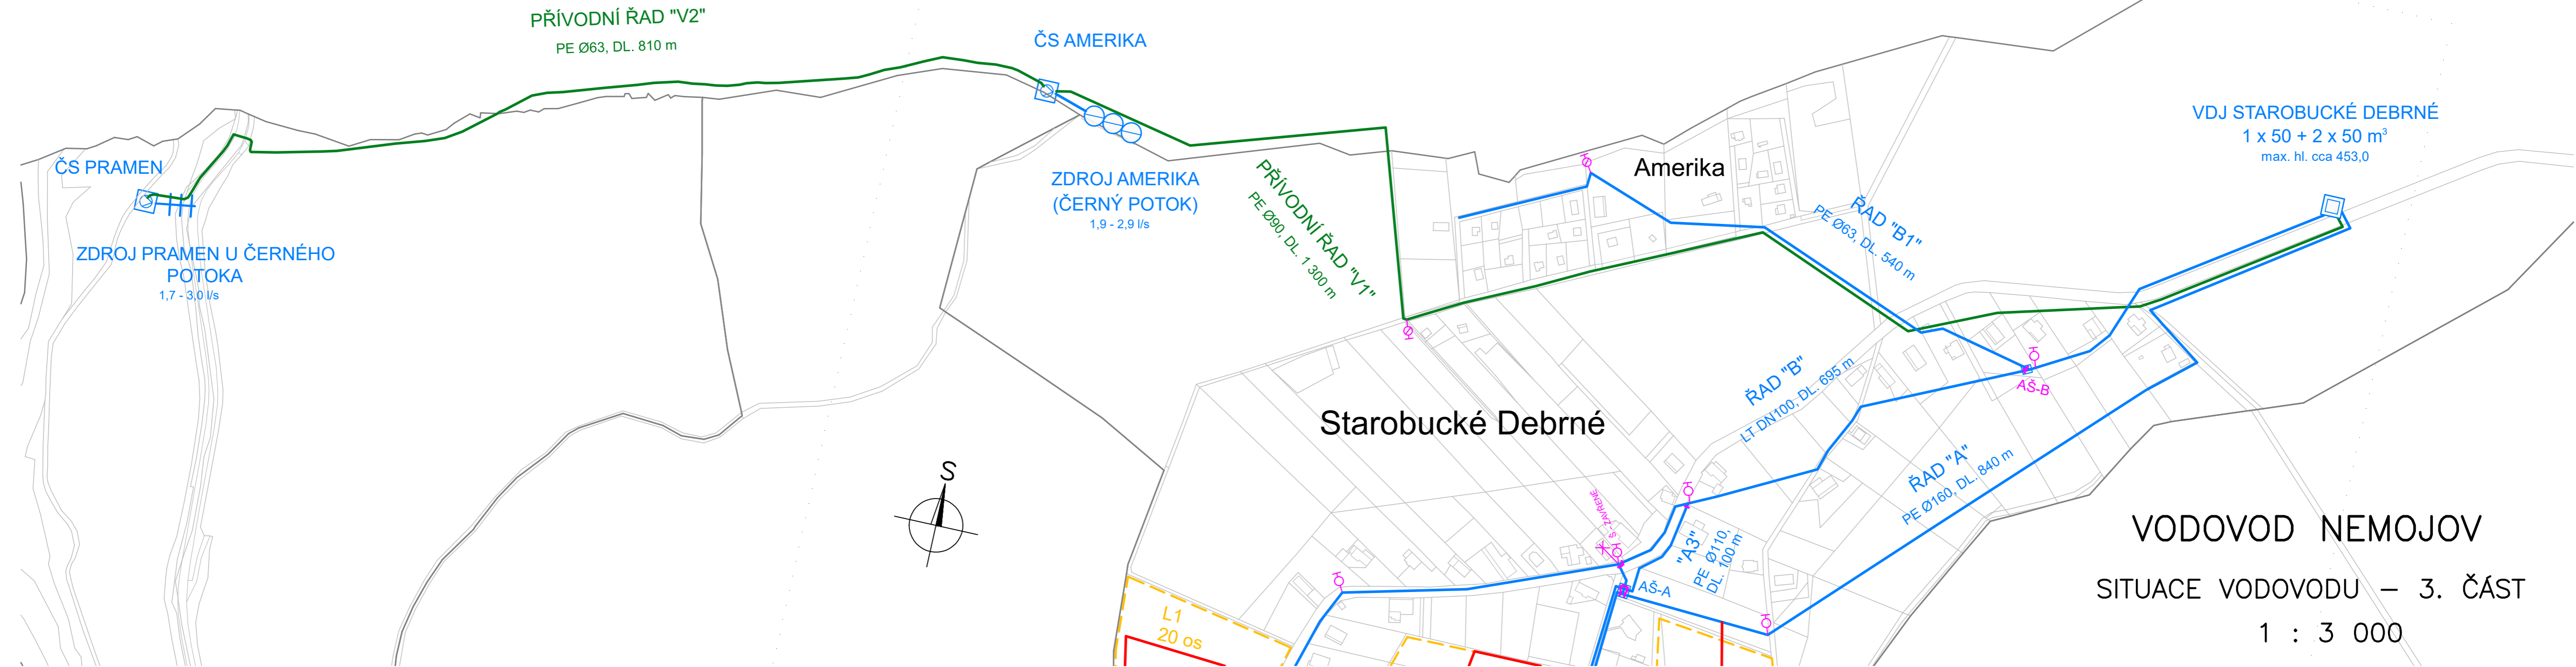 PŘÍVODNÍ ŘAD "V2"
PE Ø63, DL. 810 m
ČS AMERIKA
ČS PRAMEN
ZDROJ PRAMEN U ČERNÉHO
POTOKA
1,7 - 3,0 l/s
ZDROJ AMERIKA
(ČERNÝ POTOK)
1,9 - 2,9 l/s
PŘÍVODNÍ ŘAD "V1"
PE Ø90, DL. 1 300 m
Amerika
ŘAD "B1"
PE Ø63, DL. 540 m
VDJ STAROBUCKÉ DEBRNÉ
1 x 50 + 2 x 50 m³
max. hl. cca 453,0
Starobucké Debrné
ŘAD "B"
LT DN100, DL. 695 m
AŠ-B
ŘAD "A"
PE Ø160, DL. 840 m
S
Š - ZAVŘENÉ
"A3"
PE Ø110,
DL. 100 m
AŠ-A
L1
20 os
VODOVOD NEMOJOV
SITUACE VODOVODU – 3. ČÁST
1 : 3 000